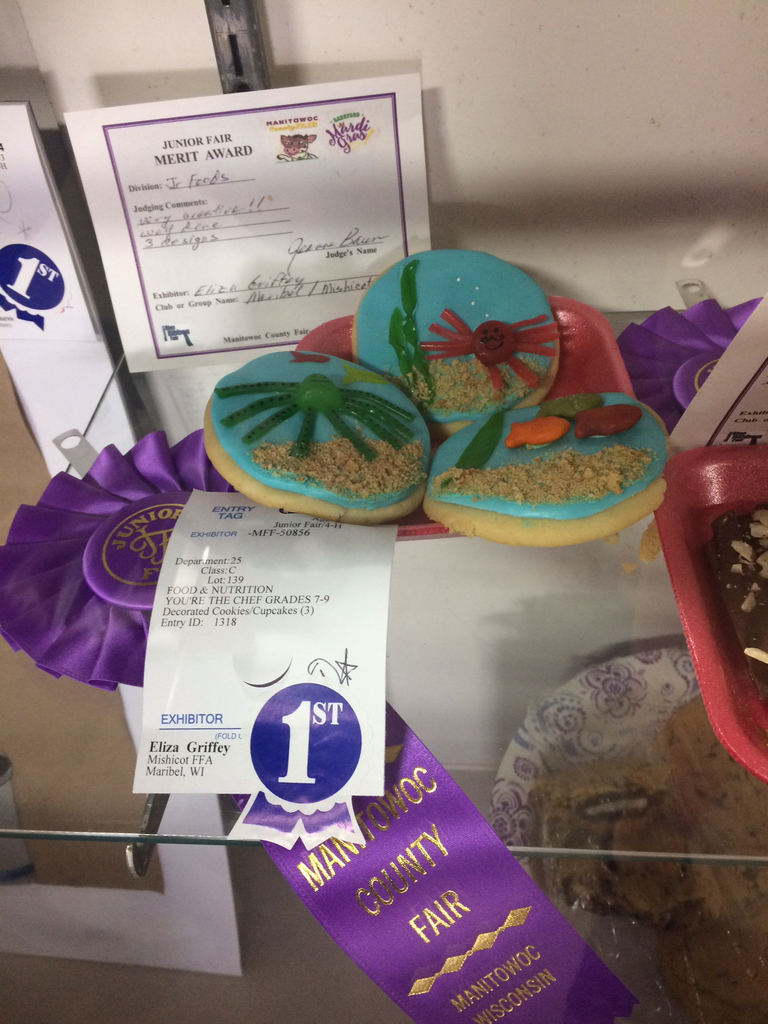 JUNIOR FAIR
MERIT AWARD
MANITOWOC
Mardi
Gras
Division: Jr Foods
Judging Comments:
very creative!!
well done
3 designs
Judge's Name
Exhibitor: Eliza Griffey
Club or Group Name: Maribel / Mishicot
Manitowoc County Fair
1ST
JUNIOR
ENTRY
TAG
Junior Fair/4-H
EXHIBITOR -MFF-50856
Department: 25
Class: C
Lot: 139
FOOD & NUTRITION
YOU'RE THE CHEF GRADES 7-9
Decorated Cookies/Cupcakes (3)
Entry ID: 1318
EXHIBITOR
(FOLD
Eliza Griffey
Mishicot FFA
Maribel, WI
1ST
MANITOWOC
COUNTY
FAIR
MANITOWOC
WISCONSIN
Exhibi
Club o